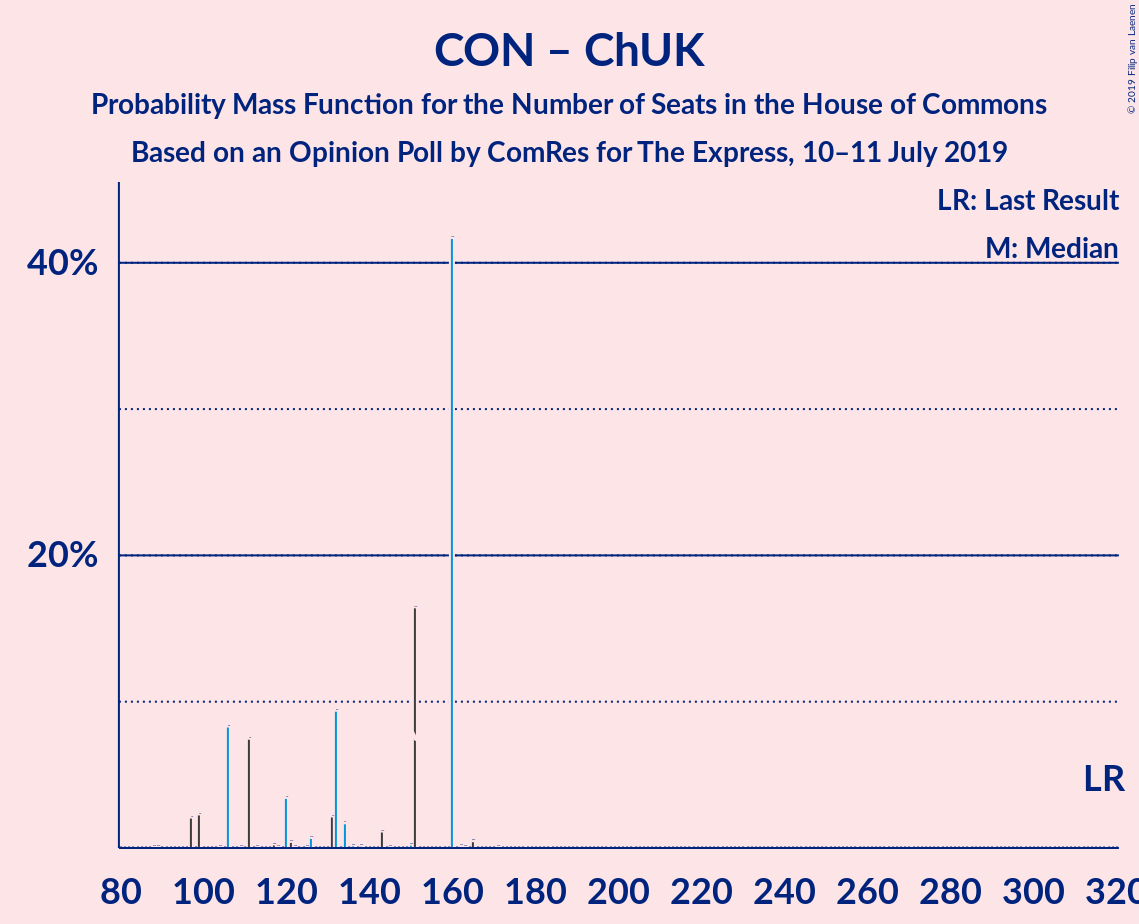 CON – ChUK
Probability Mass Function for the Number of Seats in the House of Commons
Based on an Opinion Poll by ComRes for The Express, 10–11 July 2019
© 2019 Filip van Laenen
LR: Last Result
M: Median
40%
20%
LR
80 100 120 140 160 180 200 220 240 260 280 300 320